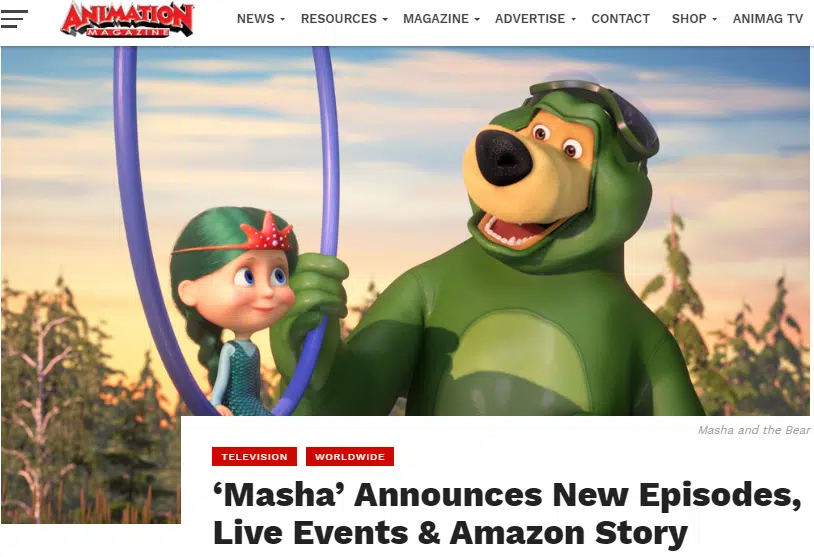 ANIMATION
MAGAZINE
NEWS RESOURCES MAGAZINE ADVERTISE CONTACT SHOP ANIMAG TV
Masha and the Bear
TELEVISION WORLDWIDE
‘Masha’ Announces New Episodes,
Live Events & Amazon Story